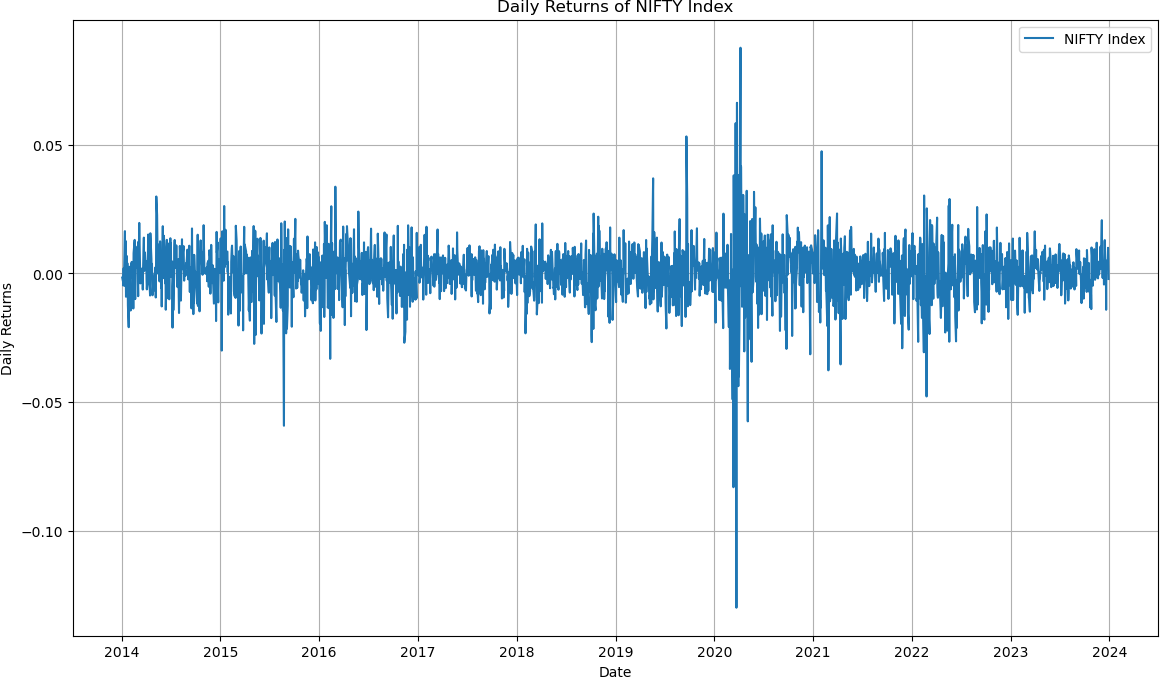 Daily Returns of NIFTY Index
NIFTY Index
0.05
0.00
−0.05
−0.10
Daily Returns
2014 2015 2016 2017 2018 2019 2020 2021 2022 2023 2024
Date